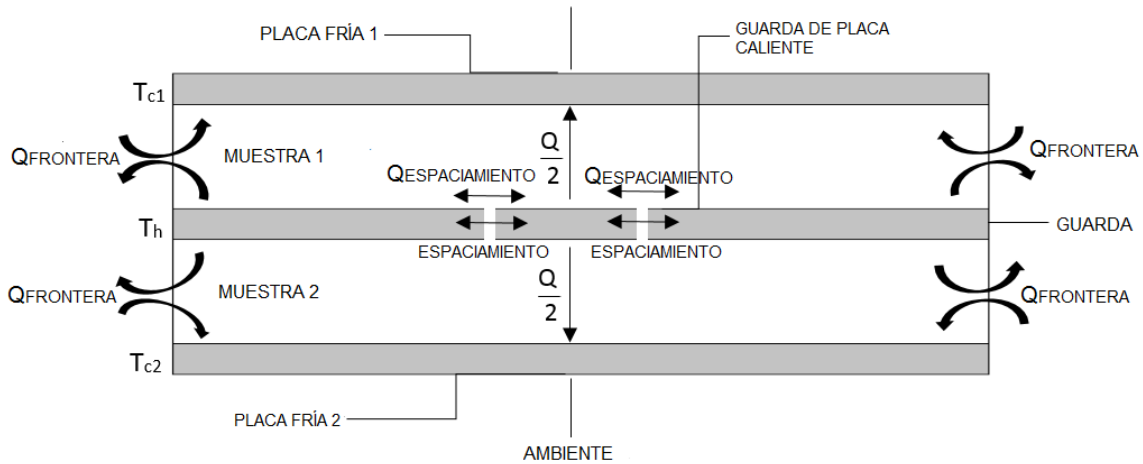 PLACA FRÍA 1
GUARDA DE PLACA
CALIENTE
Tc1
QFRONTERA
MUESTRA 1
Q
2
QESPACIAMIENTO
QESPACIAMIENTO
QFRONTERA
Th
GUARDA
ESPACIAMIENTO
ESPACIAMIENTO
QFRONTERA
MUESTRA 2
Q
2
QFRONTERA
Tc2
PLACA FRÍA 2
AMBIENTE